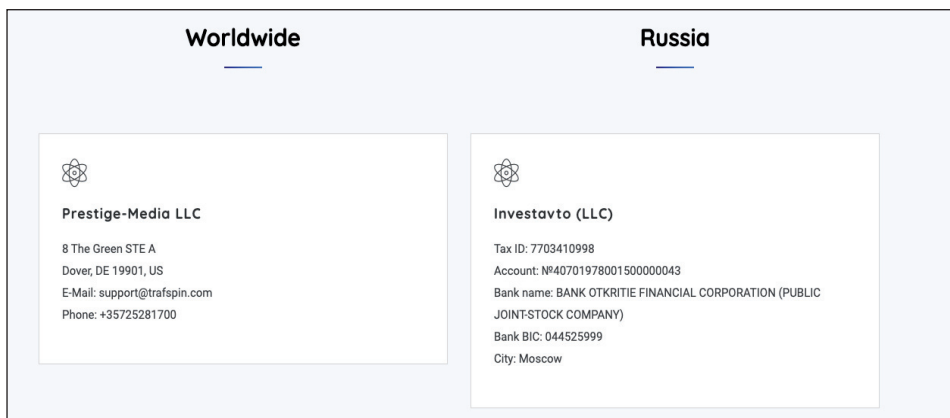 Worldwide
Prestige-Media LLC
8 The Green STE A
Dover, DE 19901, US
E-Mail: support@trafspin.com
Phone: +35725281700
Russia
Investavto (LLC)
Tax ID: 7703410998
Account: №40701978001500000043
Bank name: BANK OTKRITIE FINANCIAL CORPORATION (PUBLIC
JOINT-STOCK COMPANY)
Bank BIC: 044525999
City: Moscow